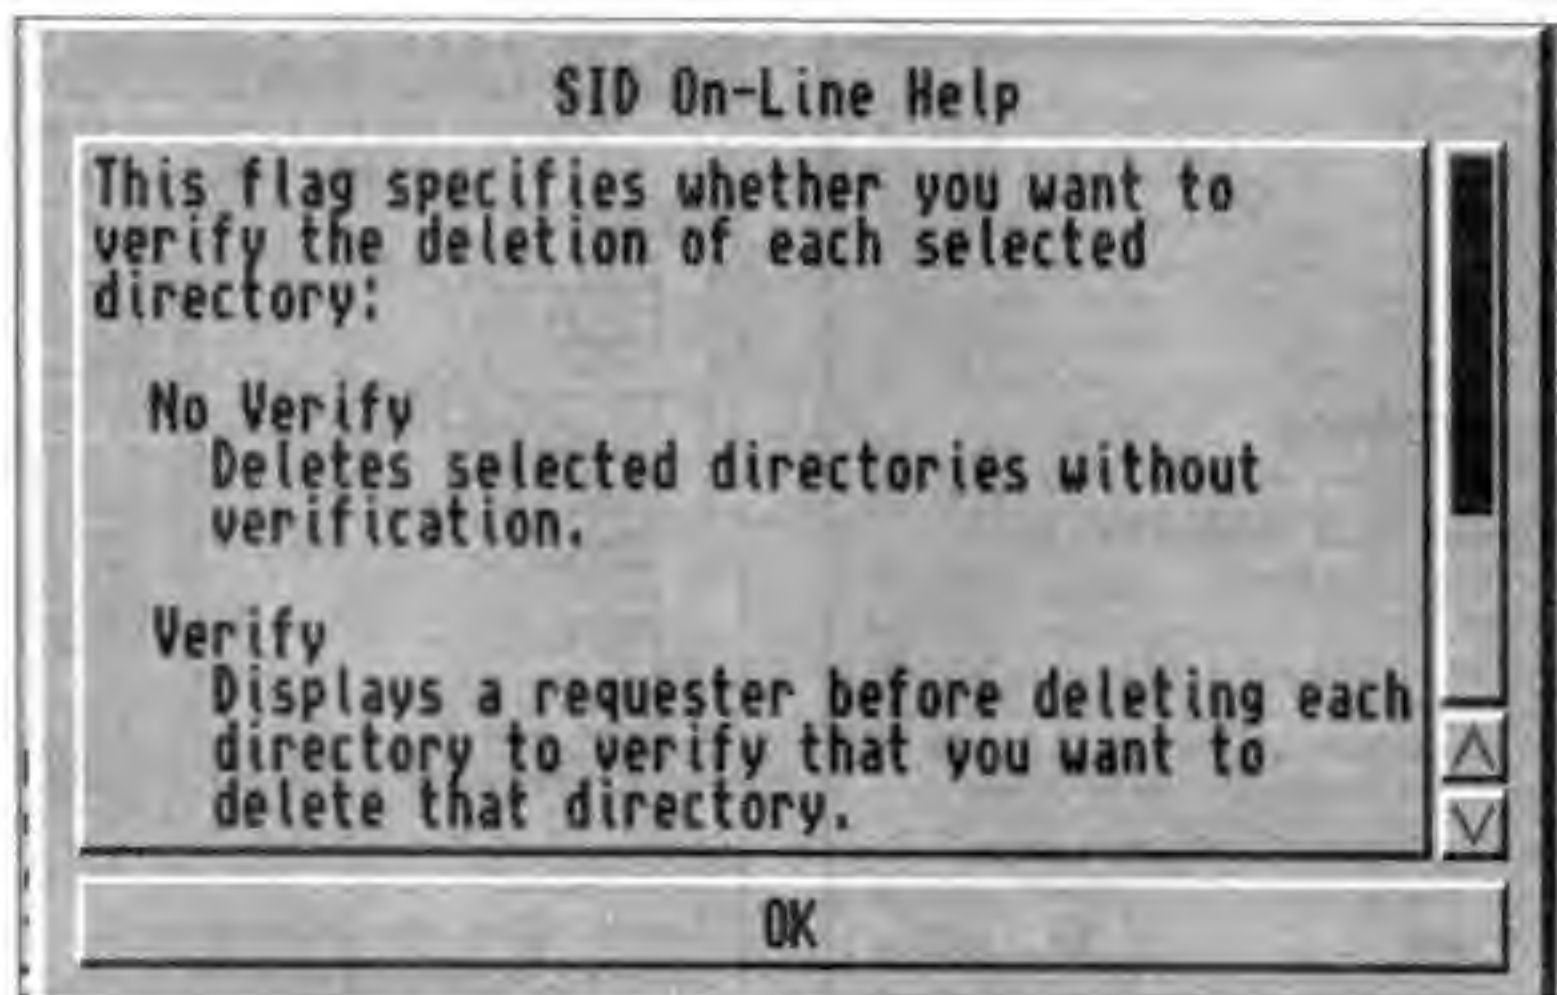 SID On-Line Help
This flag specifies whether you want to
verify the deletion of each selected
directory:
No Verify
Deletes selected directories without
verification.
Verify
Displays a requester before deleting each
directory to verify that you want to
delete that directory.
OK